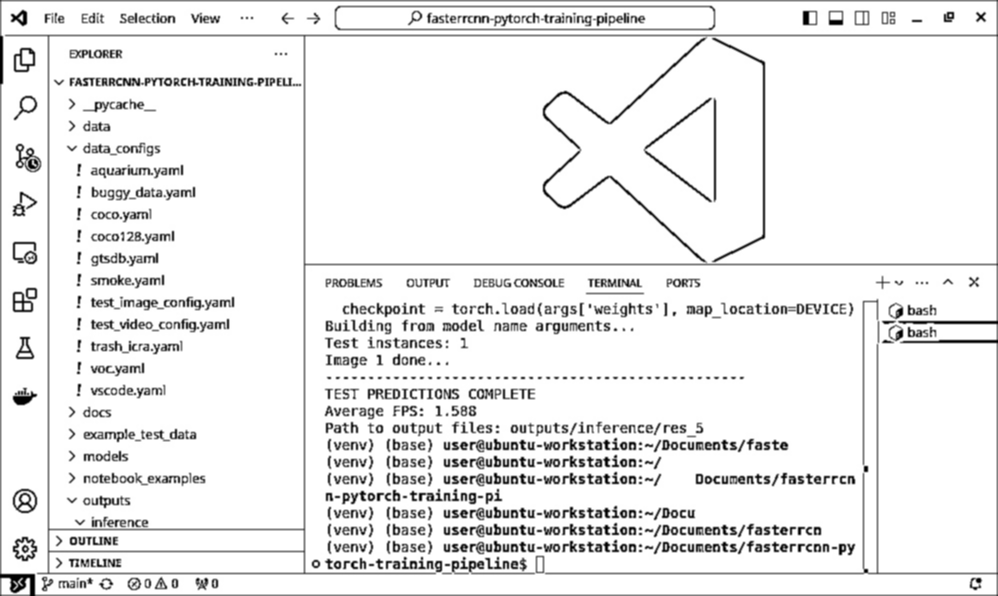 File Edit Selection View ··· fasterrcnn-pytorch-training-pipeline
EXPLORER ···
FASTERRCNN-PYTORCH-TRAINING-PIPELI...
__pycache__
data
data_configs
! aquarium.yaml
! buggy_data.yaml
! coco.yaml
! coco128.yaml
! gtsdb.yaml
! smoke.yaml
! test_image_config.yaml
! test_video_config.yaml
! trash_icra.yaml
! voc.yaml
! vscode.yaml
docs
example_test_data
models
notebook_examples
outputs
inference
OUTLINE
TIMELINE
PROBLEMS OUTPUT DEBUG CONSOLE TERMINAL PORTS
checkpoint = torch.load(args['weights'], map_location=DEVICE)
Building from model name arguments...
Test instances: 1
Image 1 done...
--------------------------------------------------
TEST PREDICTIONS COMPLETE
Average FPS: 1.588
Path to output files: outputs/inference/res_5
(venv) (base) user@ubuntu-workstation:~/Documents/faste
(venv) (base) user@ubuntu-workstation:~/
(venv) (base) user@ubuntu-workstation:~/ Documents/fasterrcn
n-pytorch-training-pi
(venv) (base) user@ubuntu-workstation:~/Docu
(venv) (base) user@ubuntu-workstation:~/Documents/fasterrcn
(venv) (base) user@ubuntu-workstation:~/Documents/fasterrcnn-py
torch-training-pipeline$
bash
bash
main* 0 0 0